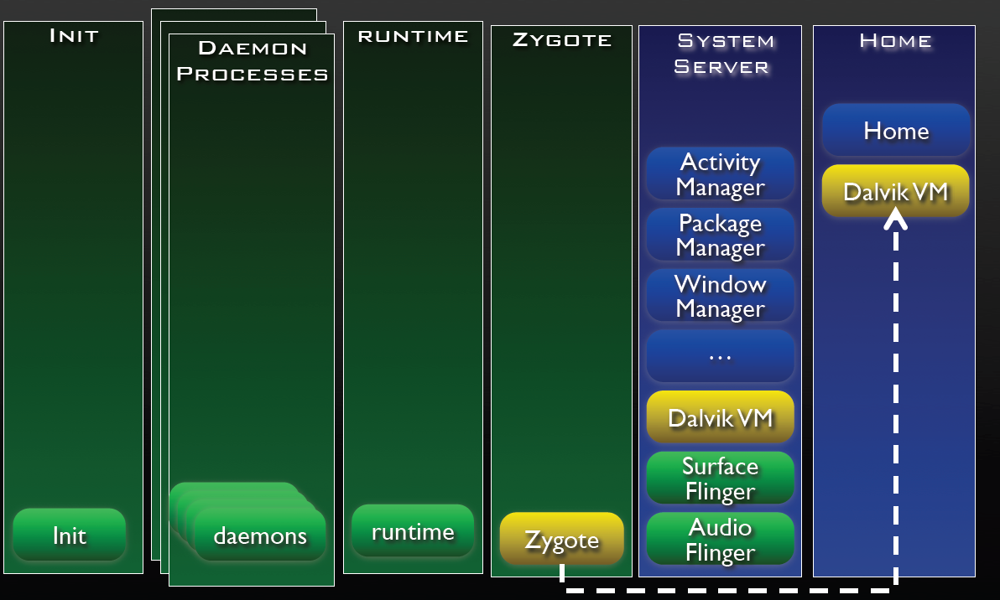 Init
Daemon
Processes
runtime
Zygote
System
Server
Home
Home
Dalvik VM
Activity
Manager
Package
Manager
Window
Manager
...
Dalvik VM
Surface
Flinger
Audio
Flinger
Init
daemons
runtime
Zygote